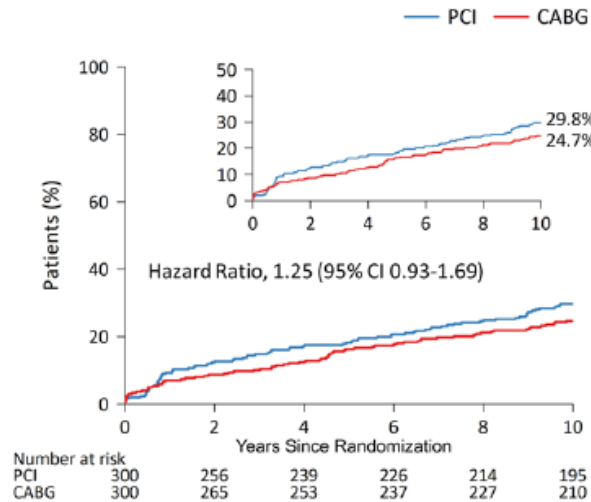 PCI CABG
100
80
60
40
20
0
Patients (%)
50
40
30
20
10
0
0 2 4 6 8 10
29.8%
24.7%
Hazard Ratio, 1.25 (95% CI 0.93-1.69)
0 2 4 6 8 10
Years Since Randomization
Number at risk
PCI 300 256 239 226 214 195
CABG 300 265 253 237 227 210